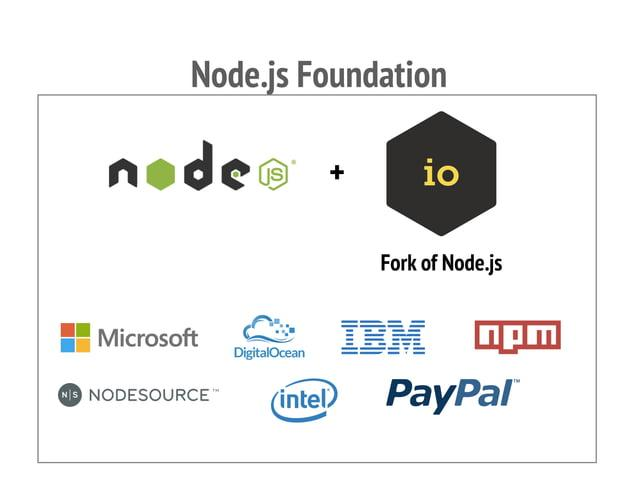 Node.js Foundation
node JS ®
+
io
Fork of Node.js
Microsoft
DigitalOcean
IBM
npm
N|S NODESOURCE™
intel®
PayPal™